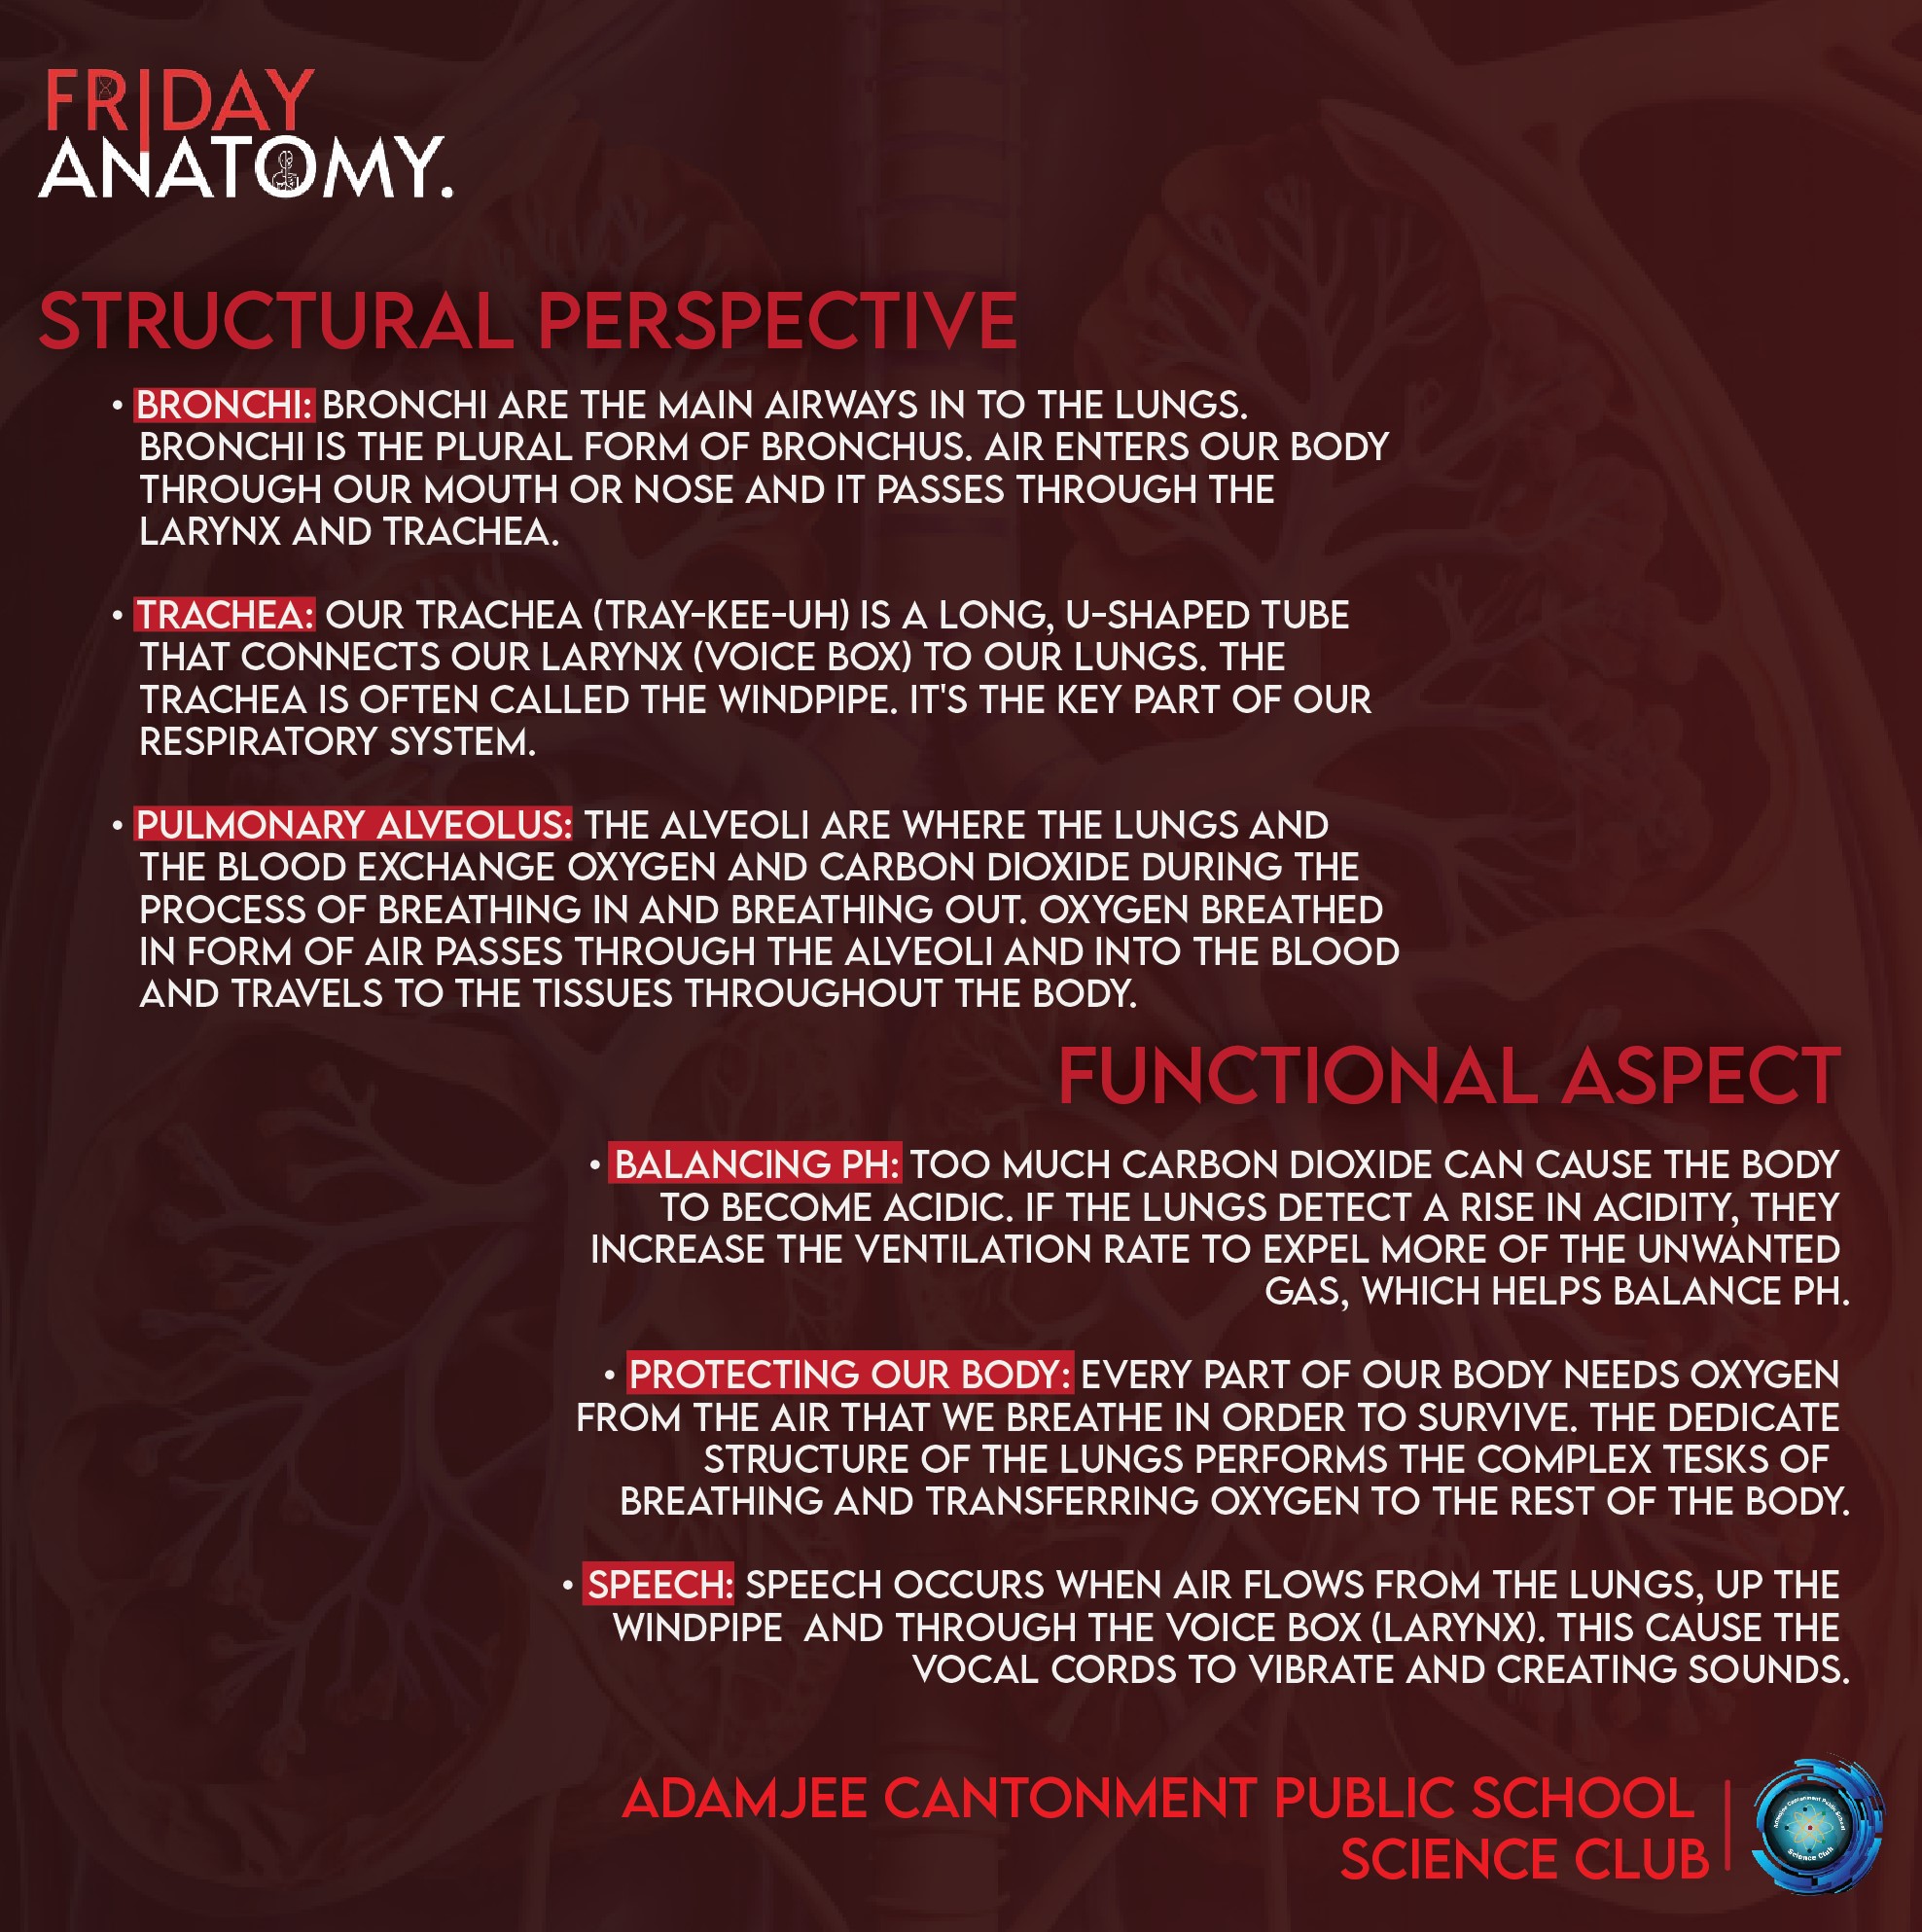 FRIDAY
ANATOMY.
STRUCTURAL PERSPECTIVE
• BRONCHI: BRONCHI ARE THE MAIN AIRWAYS IN TO THE LUNGS.
BRONCHI IS THE PLURAL FORM OF BRONCHUS. AIR ENTERS OUR BODY
THROUGH OUR MOUTH OR NOSE AND IT PASSES THROUGH THE
LARYNX AND TRACHEA.
• TRACHEA: OUR TRACHEA (TRAY-KEE-UH) IS A LONG, U-SHAPED TUBE
THAT CONNECTS OUR LARYNX (VOICE BOX) TO OUR LUNGS. THE
TRACHEA IS OFTEN CALLED THE WINDPIPE. IT'S THE KEY PART OF OUR
RESPIRATORY SYSTEM.
• PULMONARY ALVEOLUS: THE ALVEOLI ARE WHERE THE LUNGS AND
THE BLOOD EXCHANGE OXYGEN AND CARBON DIOXIDE DURING THE
PROCESS OF BREATHING IN AND BREATHING OUT. OXYGEN BREATHED
IN FORM OF AIR PASSES THROUGH THE ALVEOLI AND INTO THE BLOOD
AND TRAVELS TO THE TISSUES THROUGHOUT THE BODY.
FUNCTIONAL ASPECT
• BALANCING PH: TOO MUCH CARBON DIOXIDE CAN CAUSE THE BODY
TO BECOME ACIDIC. IF THE LUNGS DETECT A RISE IN ACIDITY, THEY
INCREASE THE VENTILATION RATE TO EXPEL MORE OF THE UNWANTED
GAS, WHICH HELPS BALANCE PH.
• PROTECTING OUR BODY: EVERY PART OF OUR BODY NEEDS OXYGEN
FROM THE AIR THAT WE BREATHE IN ORDER TO SURVIVE. THE DEDICATE
STRUCTURE OF THE LUNGS PERFORMS THE COMPLEX TESKS OF
BREATHING AND TRANSFERRING OXYGEN TO THE REST OF THE BODY.
• SPEECH: SPEECH OCCURS WHEN AIR FLOWS FROM THE LUNGS, UP THE
WINDPIPE AND THROUGH THE VOICE BOX (LARYNX). THIS CAUSE THE
VOCAL CORDS TO VIBRATE AND CREATING SOUNDS.
ADAMJEE CANTONMENT PUBLIC SCHOOL
SCIENCE CLUB
Adamjee Cantonment Public School
Science Club